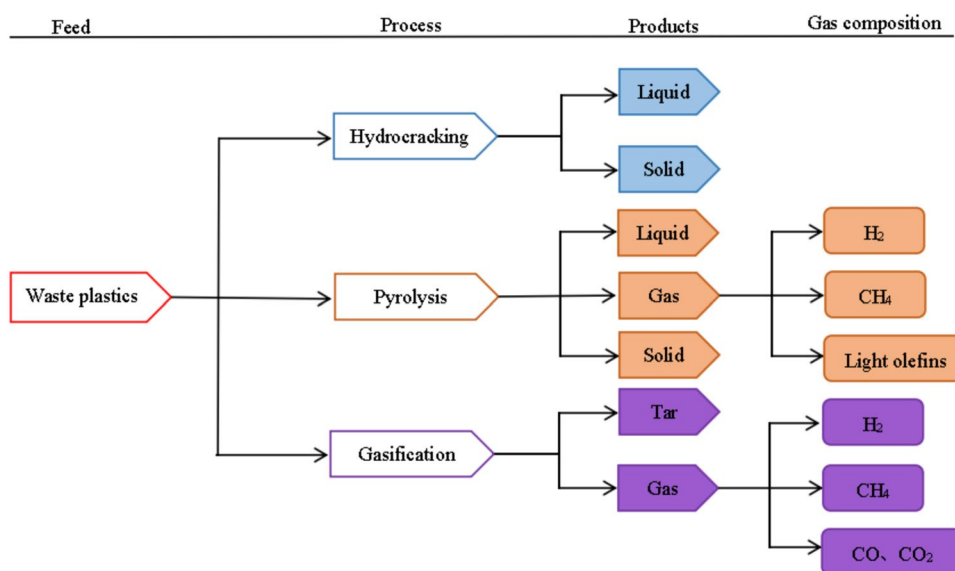 Feed Process Products Gas composition
Liquid
Hydrocracking
Solid
Liquid H₂
Waste plastics Pyrolysis Gas CH₄
Solid Light olefins
Tar H₂
Gasification
Gas CH₄
CO、CO₂